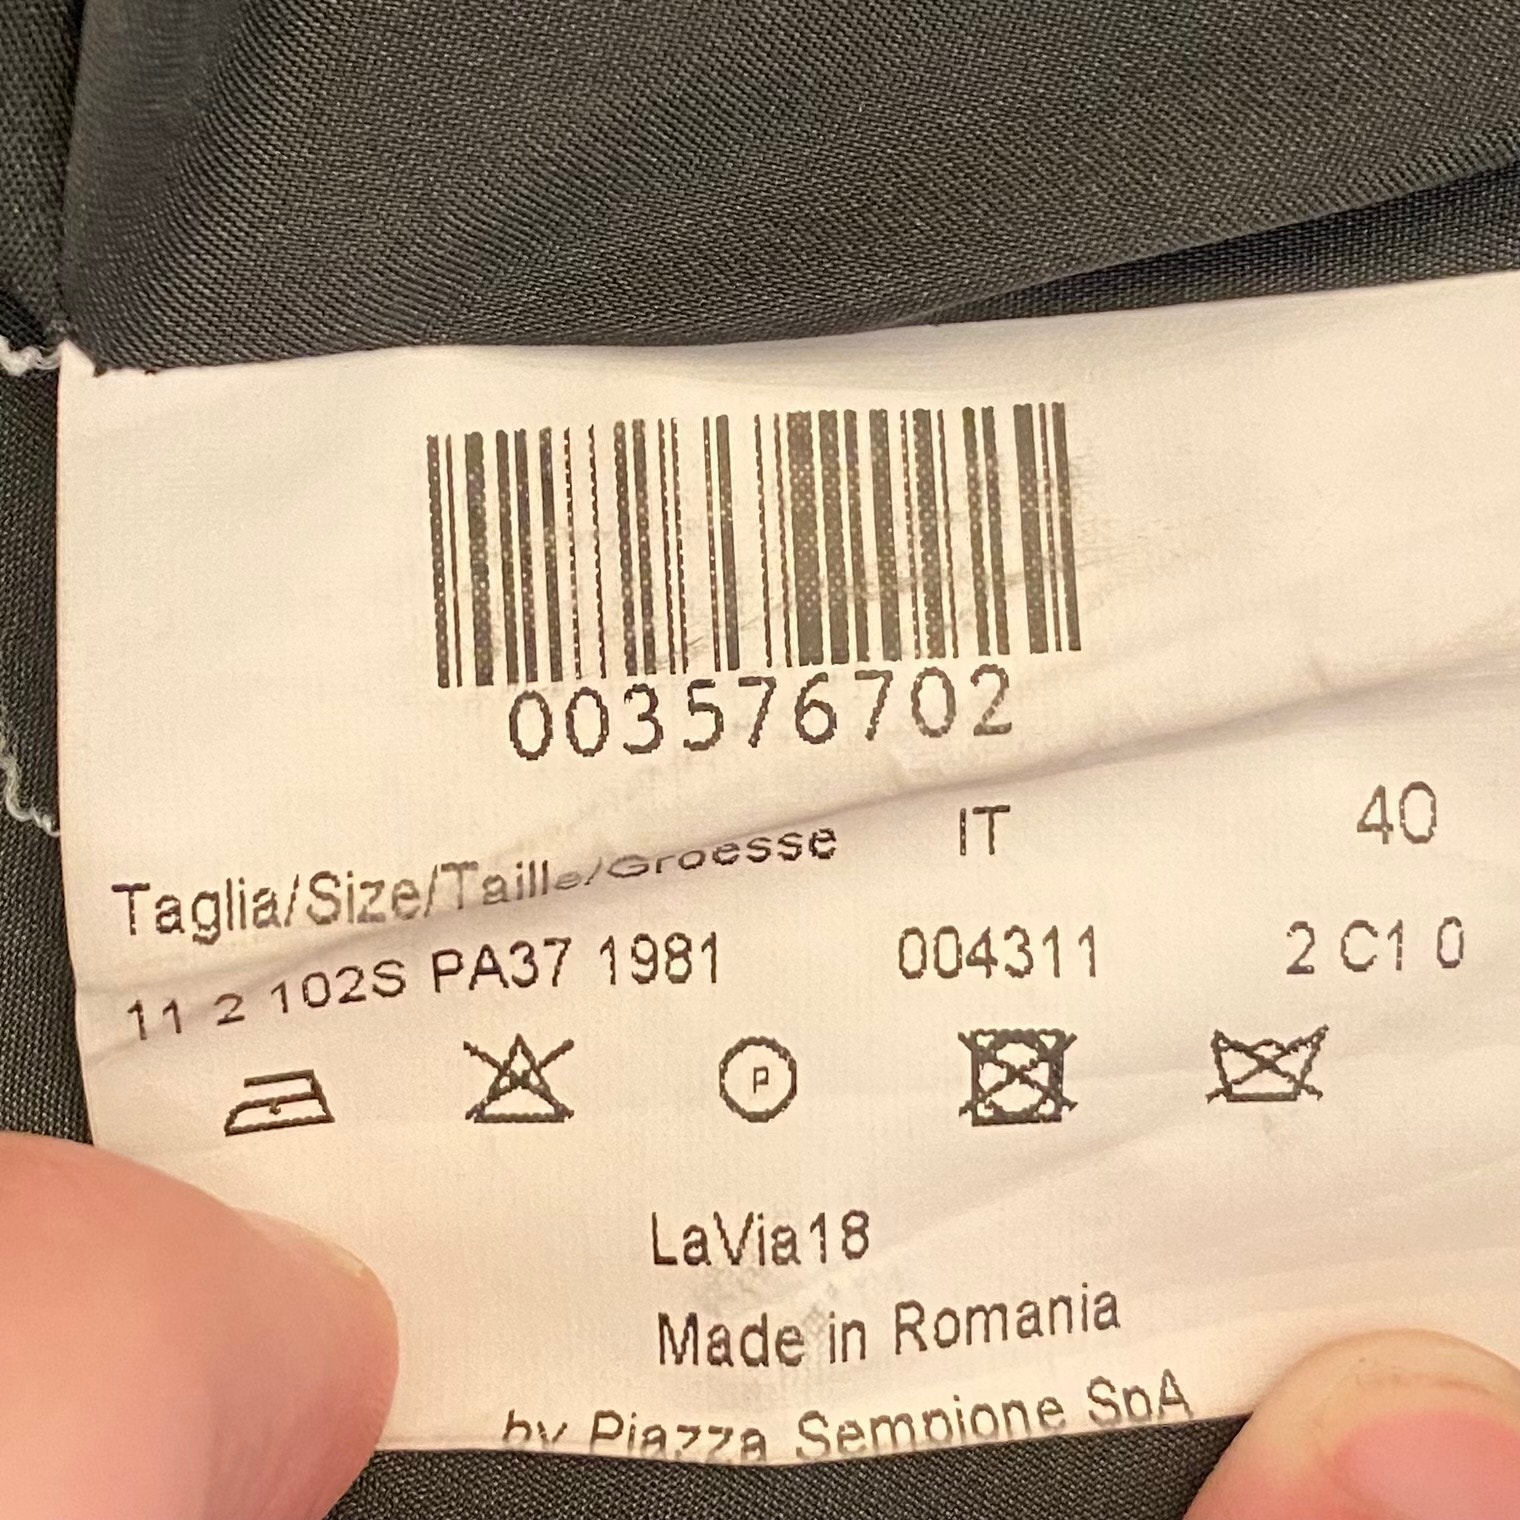 003576702
Taglia/Size/Taille/Groesse IT 40
11 2 102S PA37 1981 004311 2 C1 0
P
LaVia18
Made in Romania
by Piazza Sempione SpA